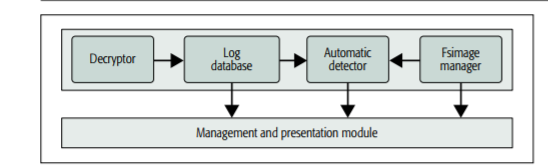 Decryptor
Log
database
Automatic
detector
Fsimage
manager
Management and presentation module